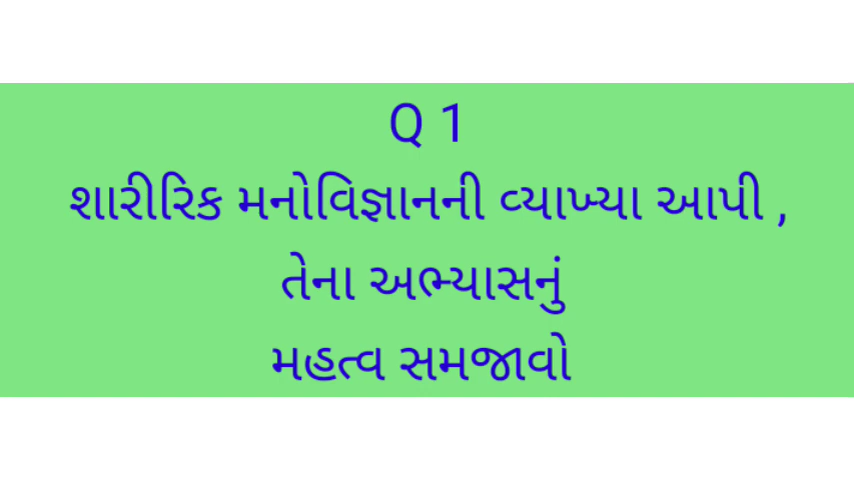 Q 1
શારીરિક મનોવિજ્ઞાનની વ્યાખ્યા આપી ,
તેના અભ્યાસનું
મહત્વ સમજાવો